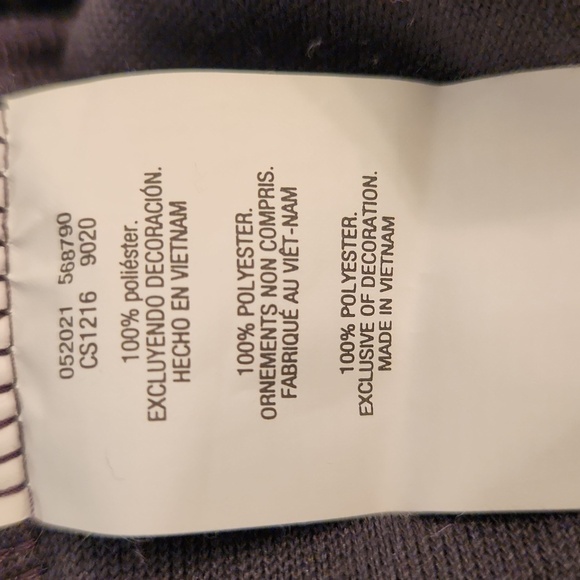 052021 568790
CS1216 9020
100% poliéster.
EXCLUYENDO DECORACIÓN.
HECHO EN VIETNAM
100% POLYESTER.
ORNEMENTS NON COMPRIS.
FABRIQUÉ AU VIÊT-NAM
100% POLYESTER.
EXCLUSIVE OF DECORATION.
MADE IN VIETNAM